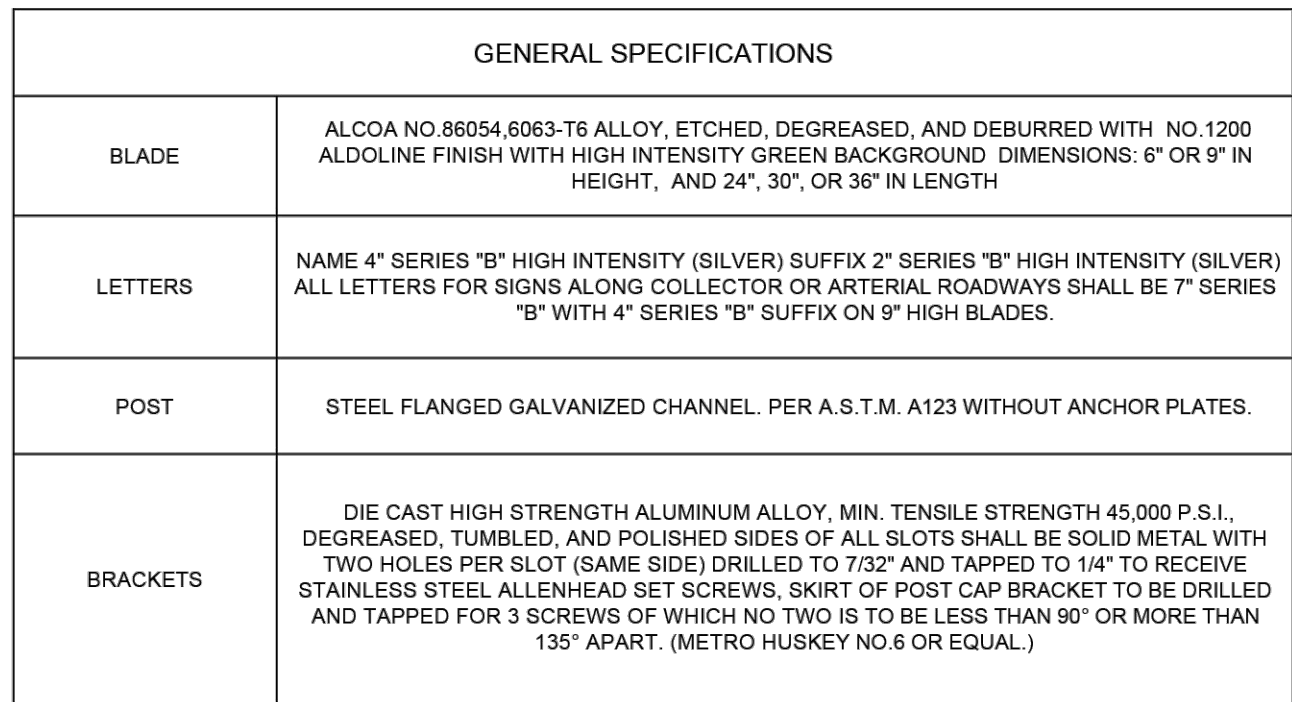 GENERAL SPECIFICATIONS
BLADE
ALCOA NO.86054,6063-T6 ALLOY, ETCHED, DEGREASED, AND DEBURRED WITH NO.1200
ALDOLINE FINISH WITH HIGH INTENSITY GREEN BACKGROUND DIMENSIONS: 6" OR 9" IN
HEIGHT, AND 24", 30", OR 36" IN LENGTH
LETTERS
NAME 4" SERIES "B" HIGH INTENSITY (SILVER) SUFFIX 2" SERIES "B" HIGH INTENSITY (SILVER)
ALL LETTERS FOR SIGNS ALONG COLLECTOR OR ARTERIAL ROADWAYS SHALL BE 7" SERIES
"B" WITH 4" SERIES "B" SUFFIX ON 9" HIGH BLADES.
POST
STEEL FLANGED GALVANIZED CHANNEL. PER A.S.T.M. A123 WITHOUT ANCHOR PLATES.
BRACKETS
DIE CAST HIGH STRENGTH ALUMINUM ALLOY, MIN. TENSILE STRENGTH 45,000 P.S.I.,
DEGREASED, TUMBLED, AND POLISHED SIDES OF ALL SLOTS SHALL BE SOLID METAL WITH
TWO HOLES PER SLOT (SAME SIDE) DRILLED TO 7/32" AND TAPPED TO 1/4" TO RECEIVE
STAINLESS STEEL ALLENHEAD SET SCREWS, SKIRT OF POST CAP BRACKET TO BE DRILLED
AND TAPPED FOR 3 SCREWS OF WHICH NO TWO IS TO BE LESS THAN 90° OR MORE THAN
135° APART. (METRO HUSKEY NO.6 OR EQUAL.)